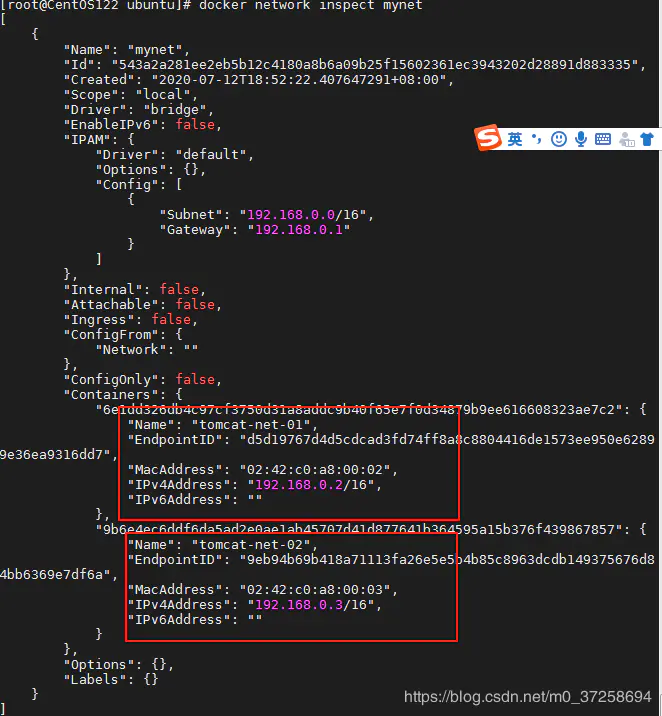 [root@CentOS122 ubuntu]# docker network inspect mynet
[
{
"Name": "mynet",
"Id": "543a2a281ee2eb5b12c4180a8b6a09b25f15602361ec3943202d28891d883335",
"Created": "2020-07-12T18:52:22.407647291+08:00",
"Scope": "local",
"Driver": "bridge",
"EnableIPv6": false,
"IPAM": {
"Driver": "default",
"Options": {},
"Config": [
{
"Subnet": "192.168.0.0/16",
"Gateway": "192.168.0.1"
}
]
},
"Internal": false,
"Attachable": false,
"Ingress": false,
"ConfigFrom": {
"Network": ""
},
"ConfigOnly": false,
"Containers": {
"6e1dd326db4c97cf3750d31a8addc9b40f65e7f0d34879b9ee616608323ae7c2": {
"Name": "tomcat-net-01",
"EndpointID": "d5d19767d4d5cdcad3fd74ff8a8c8804416de1573ee950e6289
9e36ea9316dd7",
"MacAddress": "02:42:c0:a8:00:02",
"IPv4Address": "192.168.0.2/16",
"IPv6Address": ""
},
"9b6e4ec6ddf6da5ad2e0ae1ab45707d41d877641b364595a15b376f439867857": {
"Name": "tomcat-net-02",
"EndpointID": "9eb94b69b418a71113fa26e5e5b4b85c8963dcdb149375676d8
4bb6369e7df6a",
"MacAddress": "02:42:c0:a8:00:03",
"IPv4Address": "192.168.0.3/16",
"IPv6Address": ""
}
},
"Options": {},
"Labels": {}
}
]
S 英
https://blog.csdn.net/m0_37258694